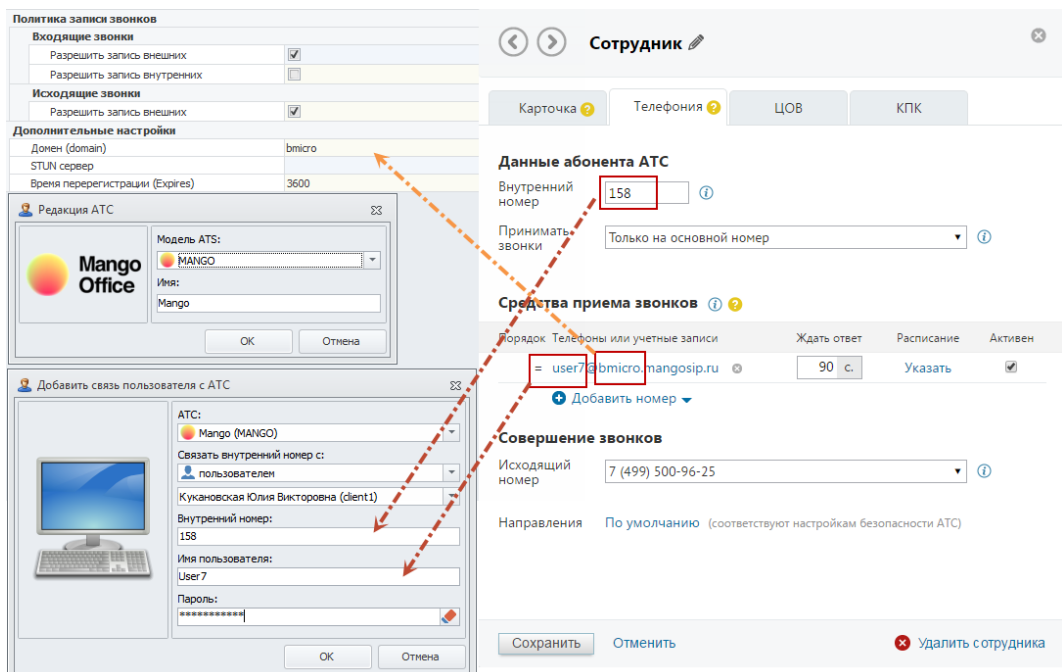 Политика записи звонков
Входящие звонки
Разрешить запись внешних
Разрешить запись внутренних
Исходящие звонки
Разрешить запись внешних
Дополнительные настройки
Домен (domain) bmicro
STUN сервер
Время перерегистрации (Expires) 3600
Редакция АТС
Mango
Office
Модель ATS:
MANGO
Имя:
Mango
OK Отмена
Добавить связь пользователя с АТС
АТС:
Mango (MANGO)
Связать внутренний номер с:
пользователем
Кукановская Юлия Викторовна (client1)
Внутренний номер:
158
Имя пользователя:
User7
Пароль:
***********
OK Отмена
Сотрудник
Карточка ? Телефония ? ЦОВ КПК
Данные абонента АТС
Внутренний
номер
158
Принимать
звонки
Только на основной номер
Средства приема звонков
Порядок Телефоны или учетные записи Ждать ответ Расписание Активен
= user7@bmicro.mangosip.ru 90 с. Указать
Добавить номер
Совершение звонков
Исходящий
номер
7 (499) 500-96-25
Направления По умолчанию (соответствуют настройкам безопасности АТС)
Сохранить Отменить Удалить сотрудника